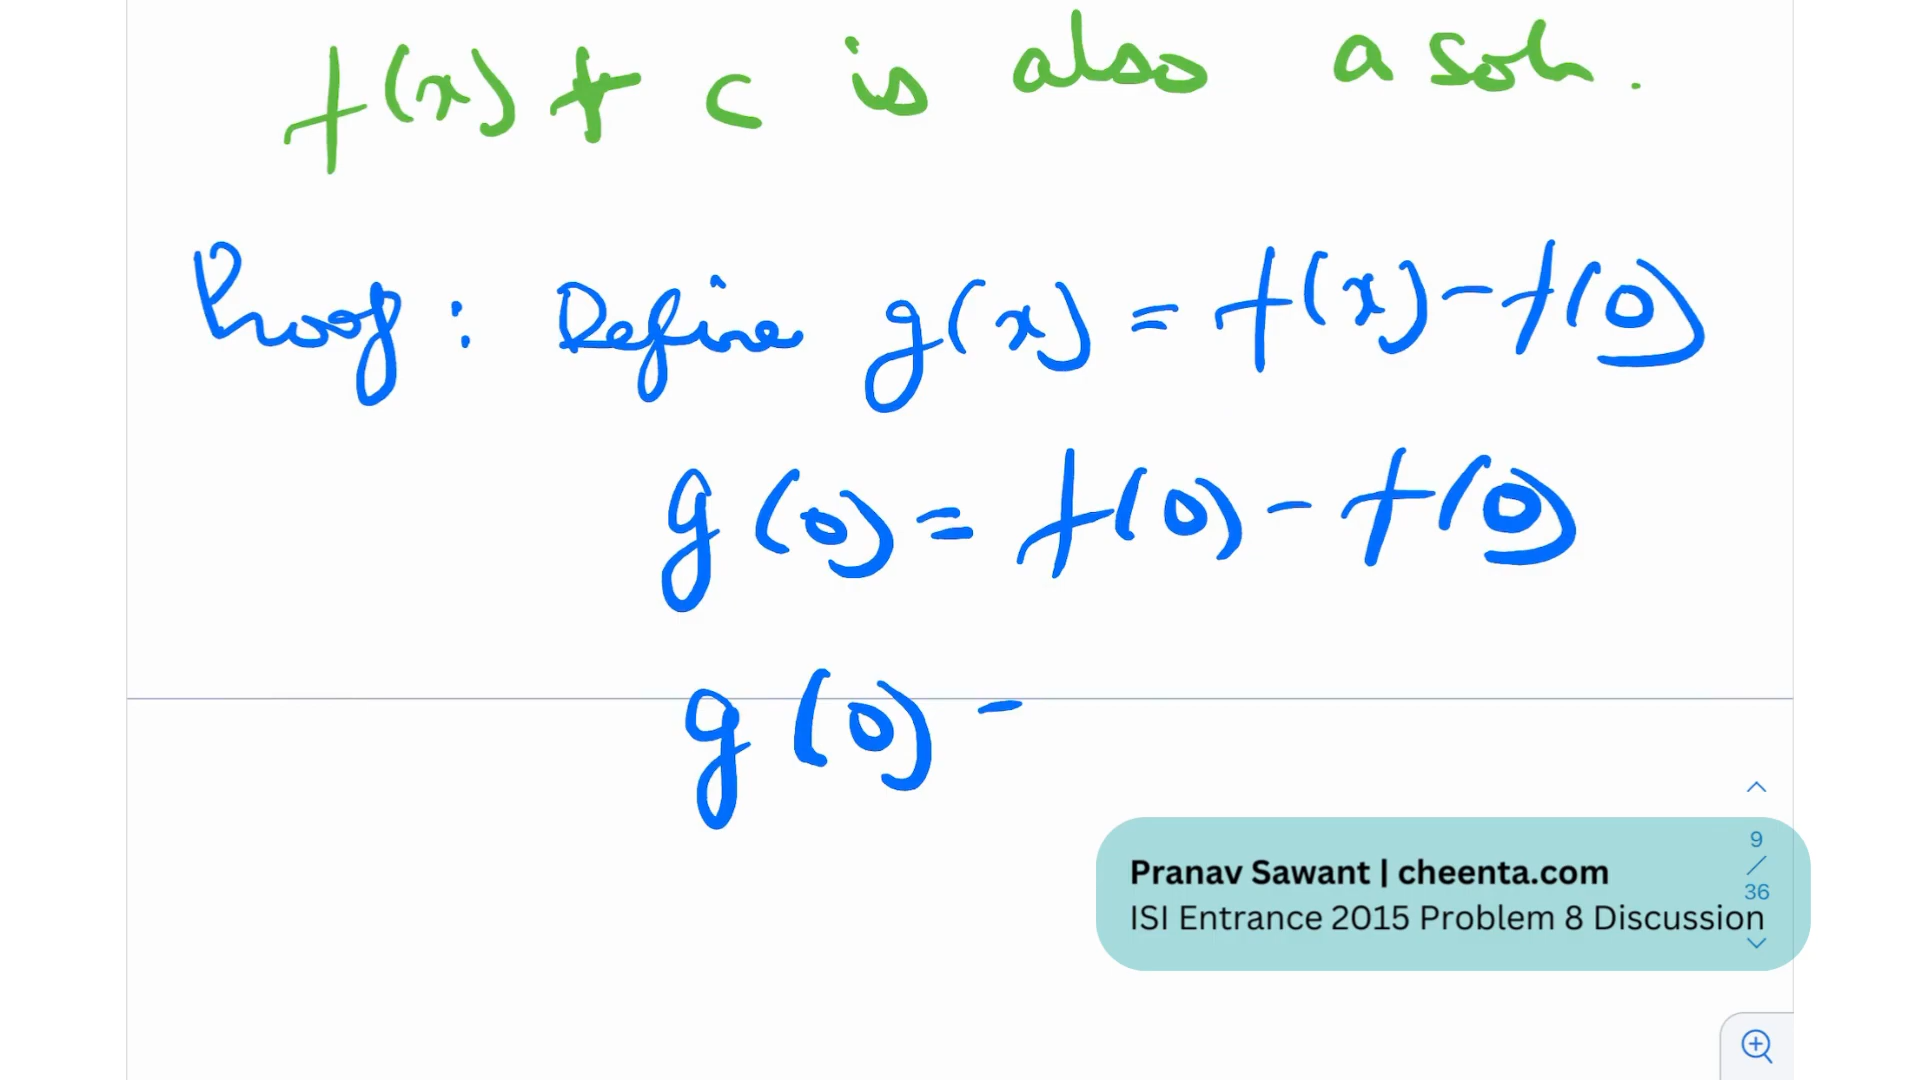 f(x) + c is also a soln.
Proof : Define g(x) = f(x) - f(0)
g(0) = f(0) - f(0)
g(0) -
9
/
36
Pranav Sawant | cheenta.com
ISI Entrance 2015 Problem 8 Discussion